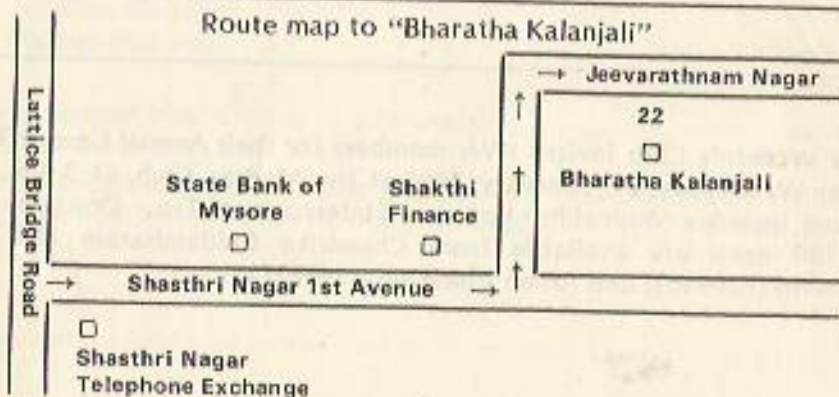 Route map to “Bharatha Kalanjali”
→ Jeevarathnam Nagar
22
Bharatha Kalanjali
Lattice Bridge Road
State Bank of
Mysore
Shakthi
Finance
→ Shasthri Nagar 1st Avenue →
Shasthri Nagar
Telephone Exchange